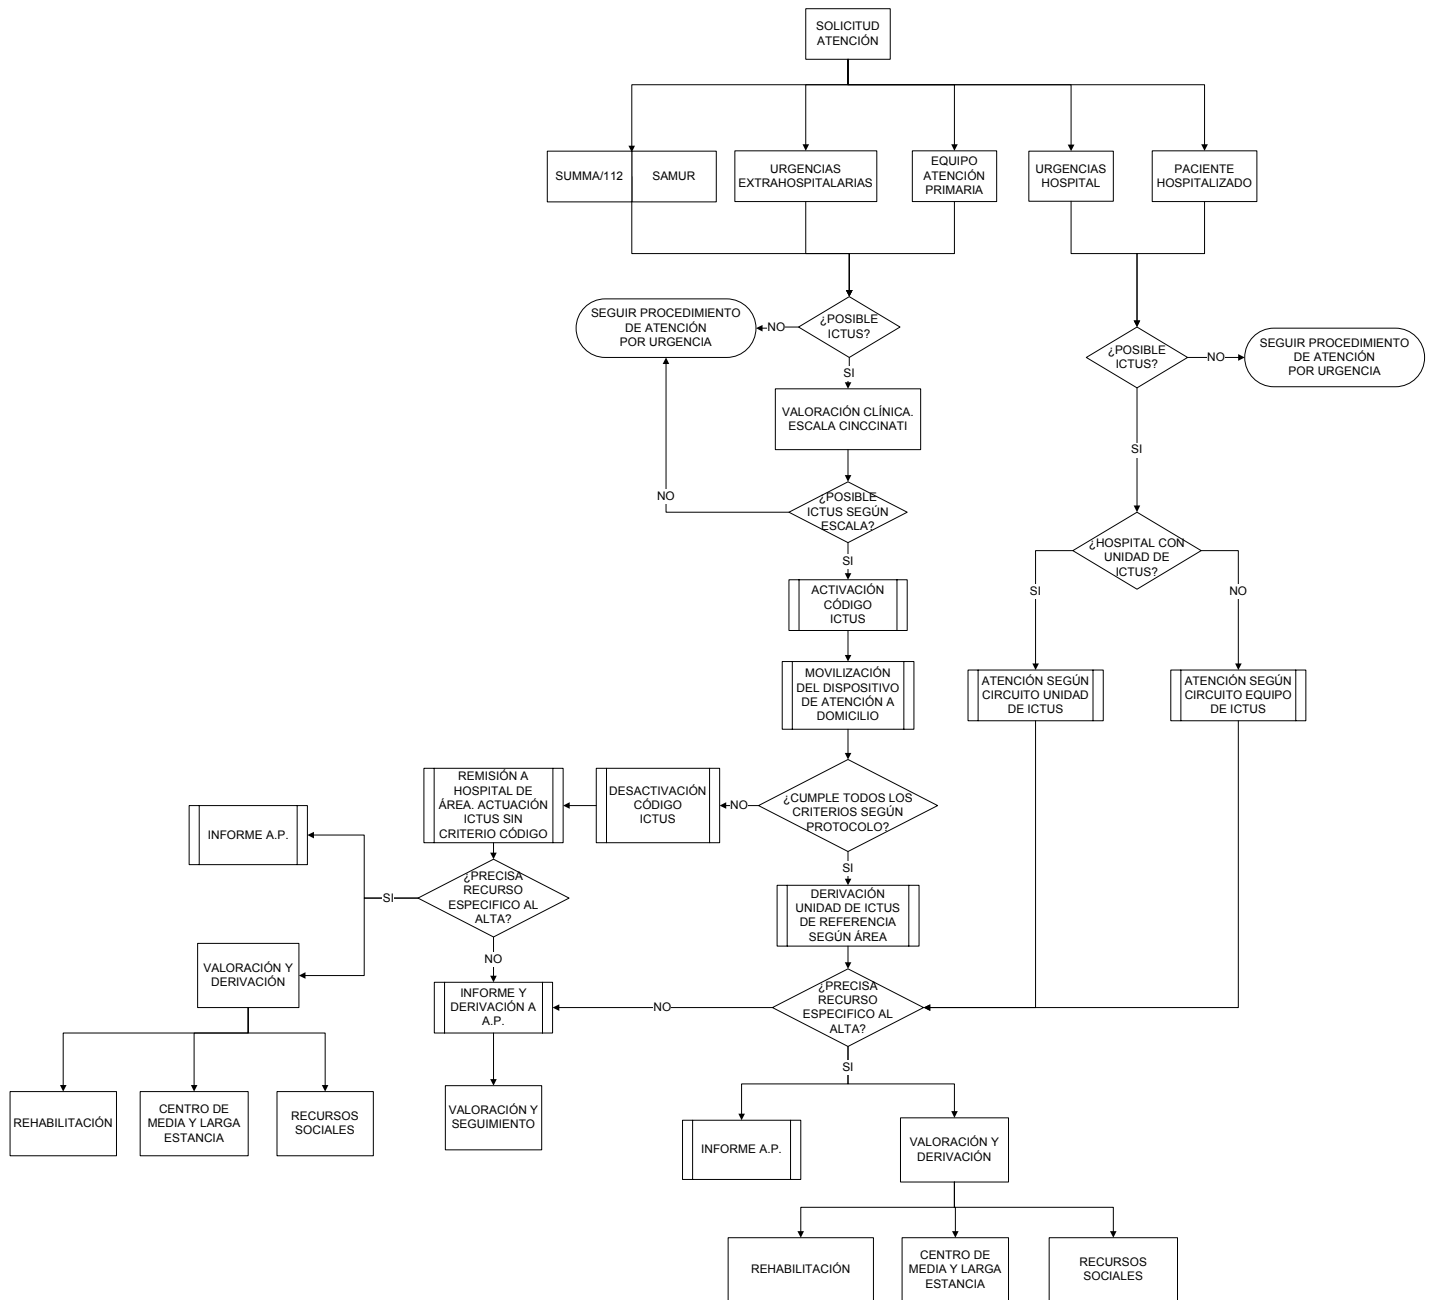 SOLICITUD
ATENCIÓN
SUMMA/112
SAMUR
URGENCIAS
EXTRAHOSPITALARIAS
EQUIPO
ATENCIÓN
PRIMARIA
URGENCIAS
HOSPITAL
PACIENTE
HOSPITALIZADO
SEGUIR PROCEDIMIENTO
DE ATENCIÓN
POR URGENCIA
NO
¿POSIBLE
ICTUS?
SI
¿POSIBLE
ICTUS?
NO
SEGUIR PROCEDIMIENTO
DE ATENCIÓN
POR URGENCIA
SI
VALORACIÓN CLÍNICA.
ESCALA CINCCINATI
NO
¿POSIBLE
ICTUS SEGÚN
ESCALA?
SI
¿HOSPITAL CON
UNIDAD DE
ICTUS?
SI
NO
ACTIVACIÓN
CÓDIGO
ICTUS
MOVILIZACIÓN
DEL DISPOSITIVO
DE ATENCIÓN A
DOMICILIO
ATENCIÓN SEGÚN
CIRCUITO UNIDAD
DE ICTUS
ATENCIÓN SEGÚN
CIRCUITO EQUIPO
DE ICTUS
¿CUMPLE TODOS LOS
CRITERIOS SEGÚN
PROTOCOLO?
NO
DESACTIVACIÓN
CÓDIGO
ICTUS
REMISIÓN A
HOSPITAL DE
ÁREA. ACTUACIÓN
ICTUS SIN
CRITERIO CÓDIGO
INFORME A.P.
SI
¿PRECISA
RECURSO
ESPECIFICO AL
ALTA?
SI
DERIVACIÓN
UNIDAD DE ICTUS
DE REFERENCIA
SEGÚN ÁREA
NO
VALORACIÓN Y
DERIVACIÓN
INFORME Y
DERIVACIÓN A
A.P.
NO
¿PRECISA
RECURSO
ESPECIFICO AL
ALTA?
SI
REHABILITACIÓN
CENTRO DE
MEDIA Y LARGA
ESTANCIA
RECURSOS
SOCIALES
VALORACIÓN Y
SEGUIMIENTO
INFORME A.P.
VALORACIÓN Y
DERIVACIÓN
REHABILITACIÓN
CENTRO DE
MEDIA Y LARGA
ESTANCIA
RECURSOS
SOCIALES